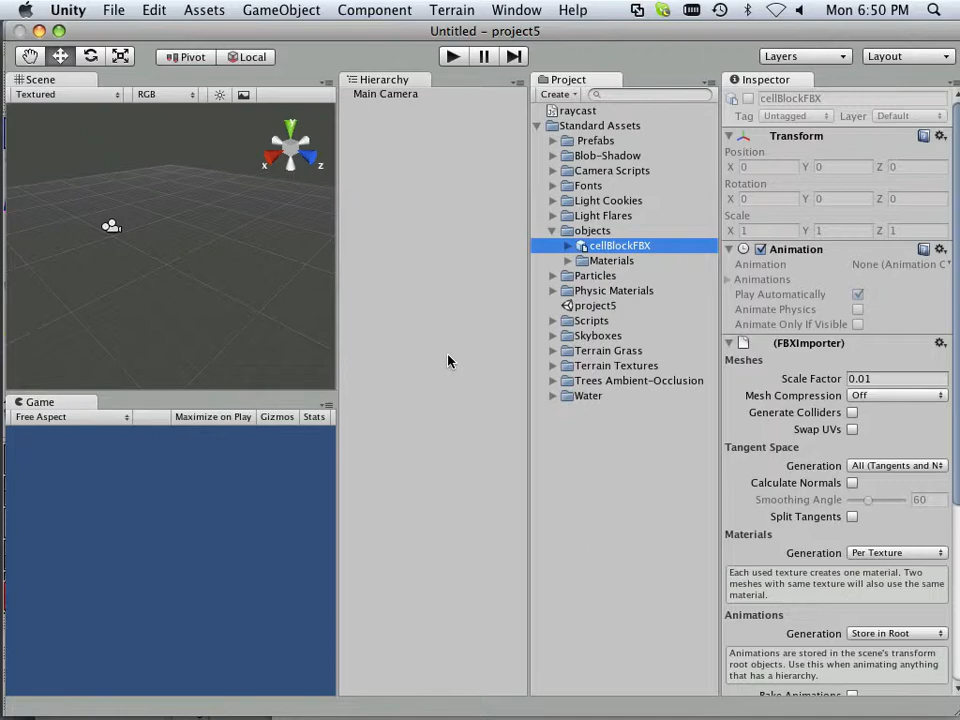 Unity File Edit Assets GameObject Component Terrain Window Help Mon 6:50 PM
Untitled - project5
Pivot Local Layers Layout
Scene
Textured RGB
y
x z
Game
Free Aspect Maximize on Play Gizmos Stats
Hierarchy
Main Camera
Project
Create
raycast
Standard Assets
Prefabs
Blob-Shadow
Camera Scripts
Fonts
Light Cookies
Light Flares
objects
cellBlockFBX
Materials
Particles
Physic Materials
project5
Scripts
Skyboxes
Terrain Grass
Terrain Textures
Trees Ambient-Occlusion
Water
Inspector
cellBlockFBX
Tag Untagged Layer Default
Transform
Position
X 0 Y 0 Z 0
Rotation
X 0 Y 0 Z 0
Scale
X 1 Y 1 Z 1
Animation
Animation None (Animation C
Animations
Play Automatically
Animate Physics
Animate Only If Visible
(FBXImporter)
Meshes
Scale Factor 0.01
Mesh Compression Off
Generate Colliders
Swap UVs
Tangent Space
Generation All (Tangents and N
Calculate Normals
Smoothing Angle 60
Split Tangents
Materials
Generation Per Texture
Each used texture creates one material. Two
meshes with same texture will also use the same
material.
Animations
Generation Store in Root
Animations are stored in the scene's transform
root objects. Use this when animating anything
that has a hierarchy.
Bake Animations